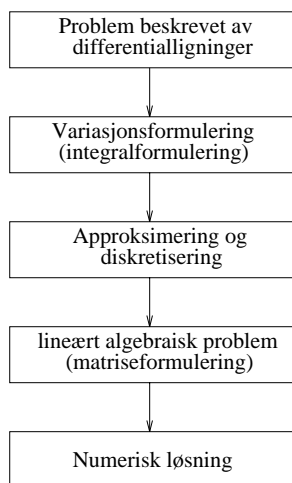 Problem beskrevet av
differentialligninger
Variasjonsformulering
(integralformulering)
Approksimering og
diskretisering
lineært algebraisk problem
(matriseformulering)
Numerisk løsning